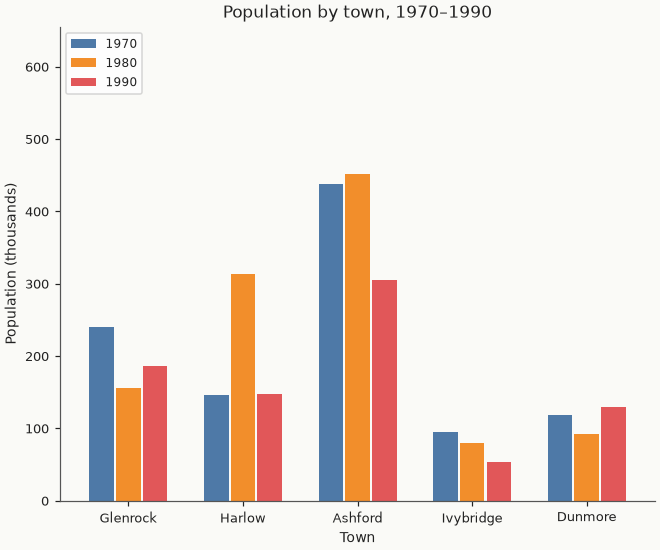 Population by town, 1970–1990
1970
1980
1990
600
500
400
300
200
100
0
Population (thousands)
Glenrock
Harlow
Ashford
Ivybridge
Dunmore
Town